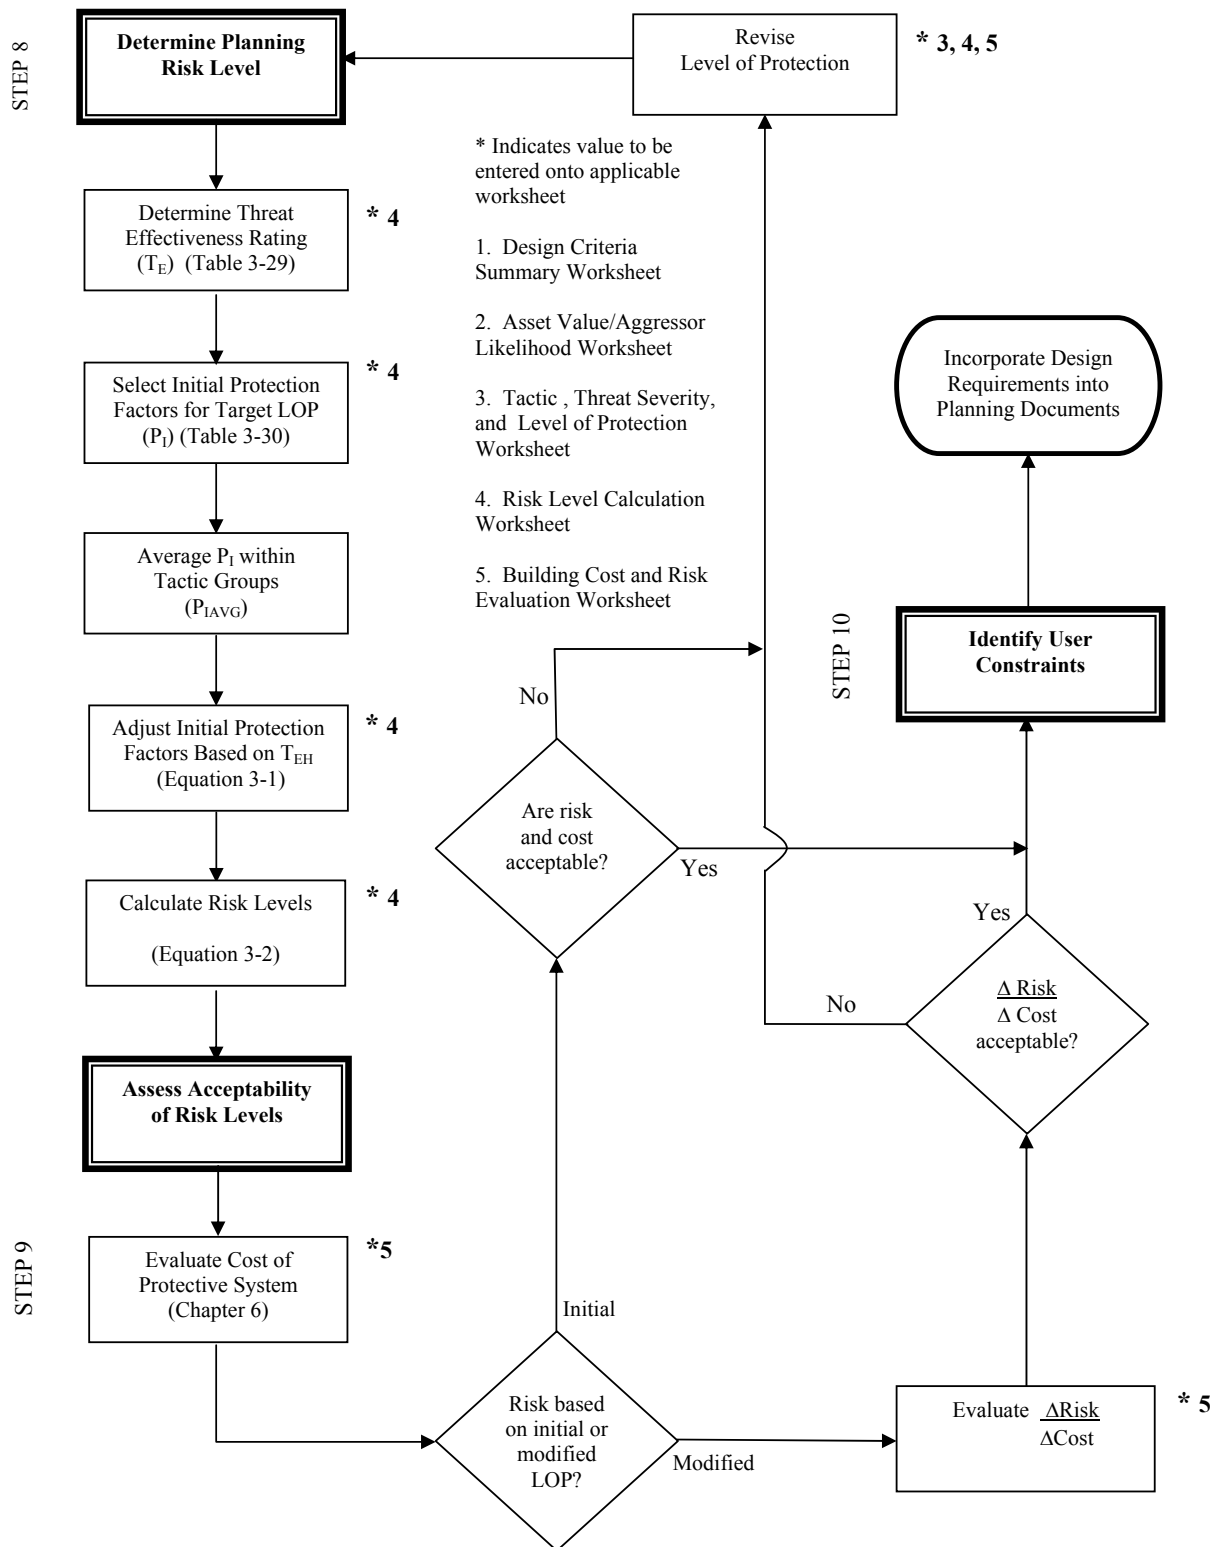 STEP 8
Determine Planning
Risk Level
Revise
Level of Protection
* 3, 4, 5
* Indicates value to be
entered onto applicable
worksheet
1. Design Criteria
Summary Worksheet
2. Asset Value/Aggressor
Likelihood Worksheet
3. Tactic , Threat Severity,
and Level of Protection
Worksheet
4. Risk Level Calculation
Worksheet
5. Building Cost and Risk
Evaluation Worksheet
Determine Threat
Effectiveness Rating
(TE) (Table 3-29)
* 4
Select Initial Protection
Factors for Target LOP
(PI) (Table 3-30)
* 4
Average PI within
Tactic Groups
(PIAVG)
Adjust Initial Protection
Factors Based on TEH
(Equation 3-1)
* 4
Calculate Risk Levels
(Equation 3-2)
* 4
Assess Acceptability
of Risk Levels
STEP 9
Evaluate Cost of
Protective System
(Chapter 6)
*5
Risk based
on initial or
modified
LOP?
Initial
Modified
Are risk
and cost
acceptable?
No
Yes
Evaluate ΔRisk
ΔCost
* 5
Δ Risk
Δ Cost
acceptable?
No
Yes
STEP 10
Identify User
Constraints
Incorporate Design
Requirements into
Planning Documents